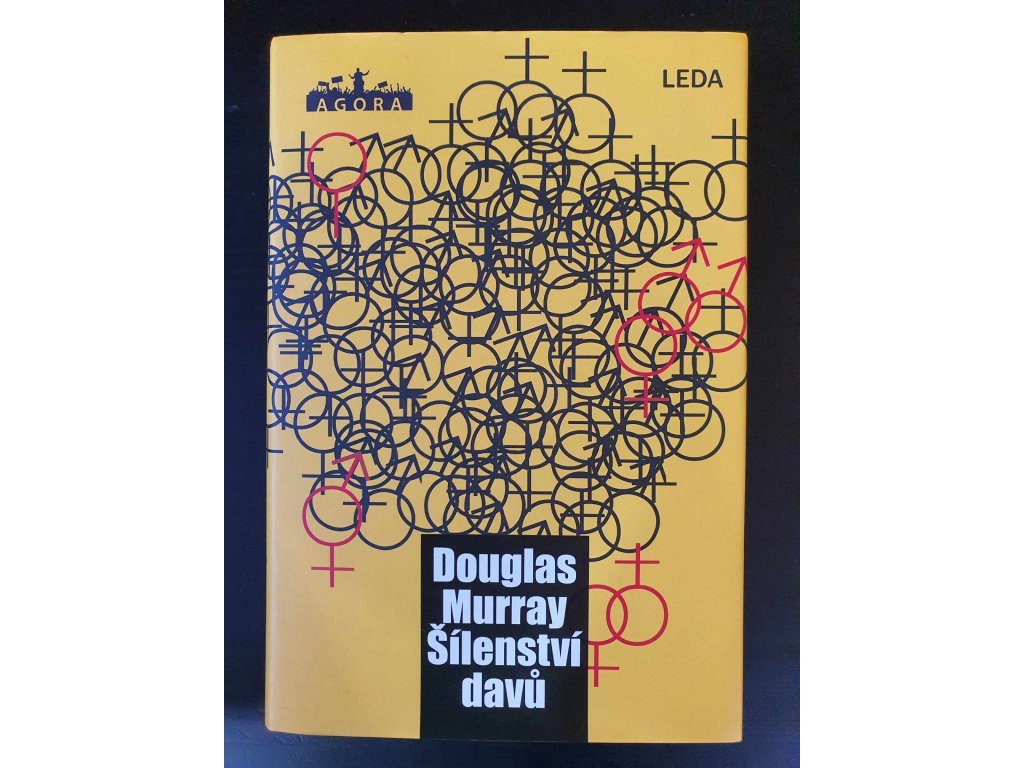 AGORA
LEDA
Douglas
Murray
Šílenství
davů